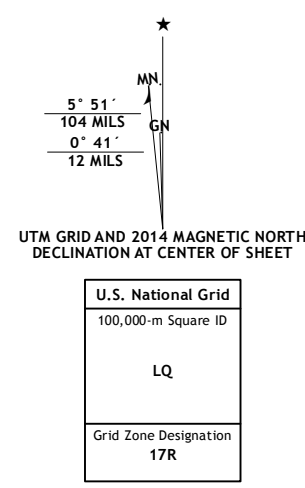 MN.
5° 51´
104 MILS
GN
0° 41´
12 MILS
UTM GRID AND 2014 MAGNETIC NORTH
DECLINATION AT CENTER OF SHEET
U.S. National Grid
100,000-m Square ID
LQ
Grid Zone Designation
17R